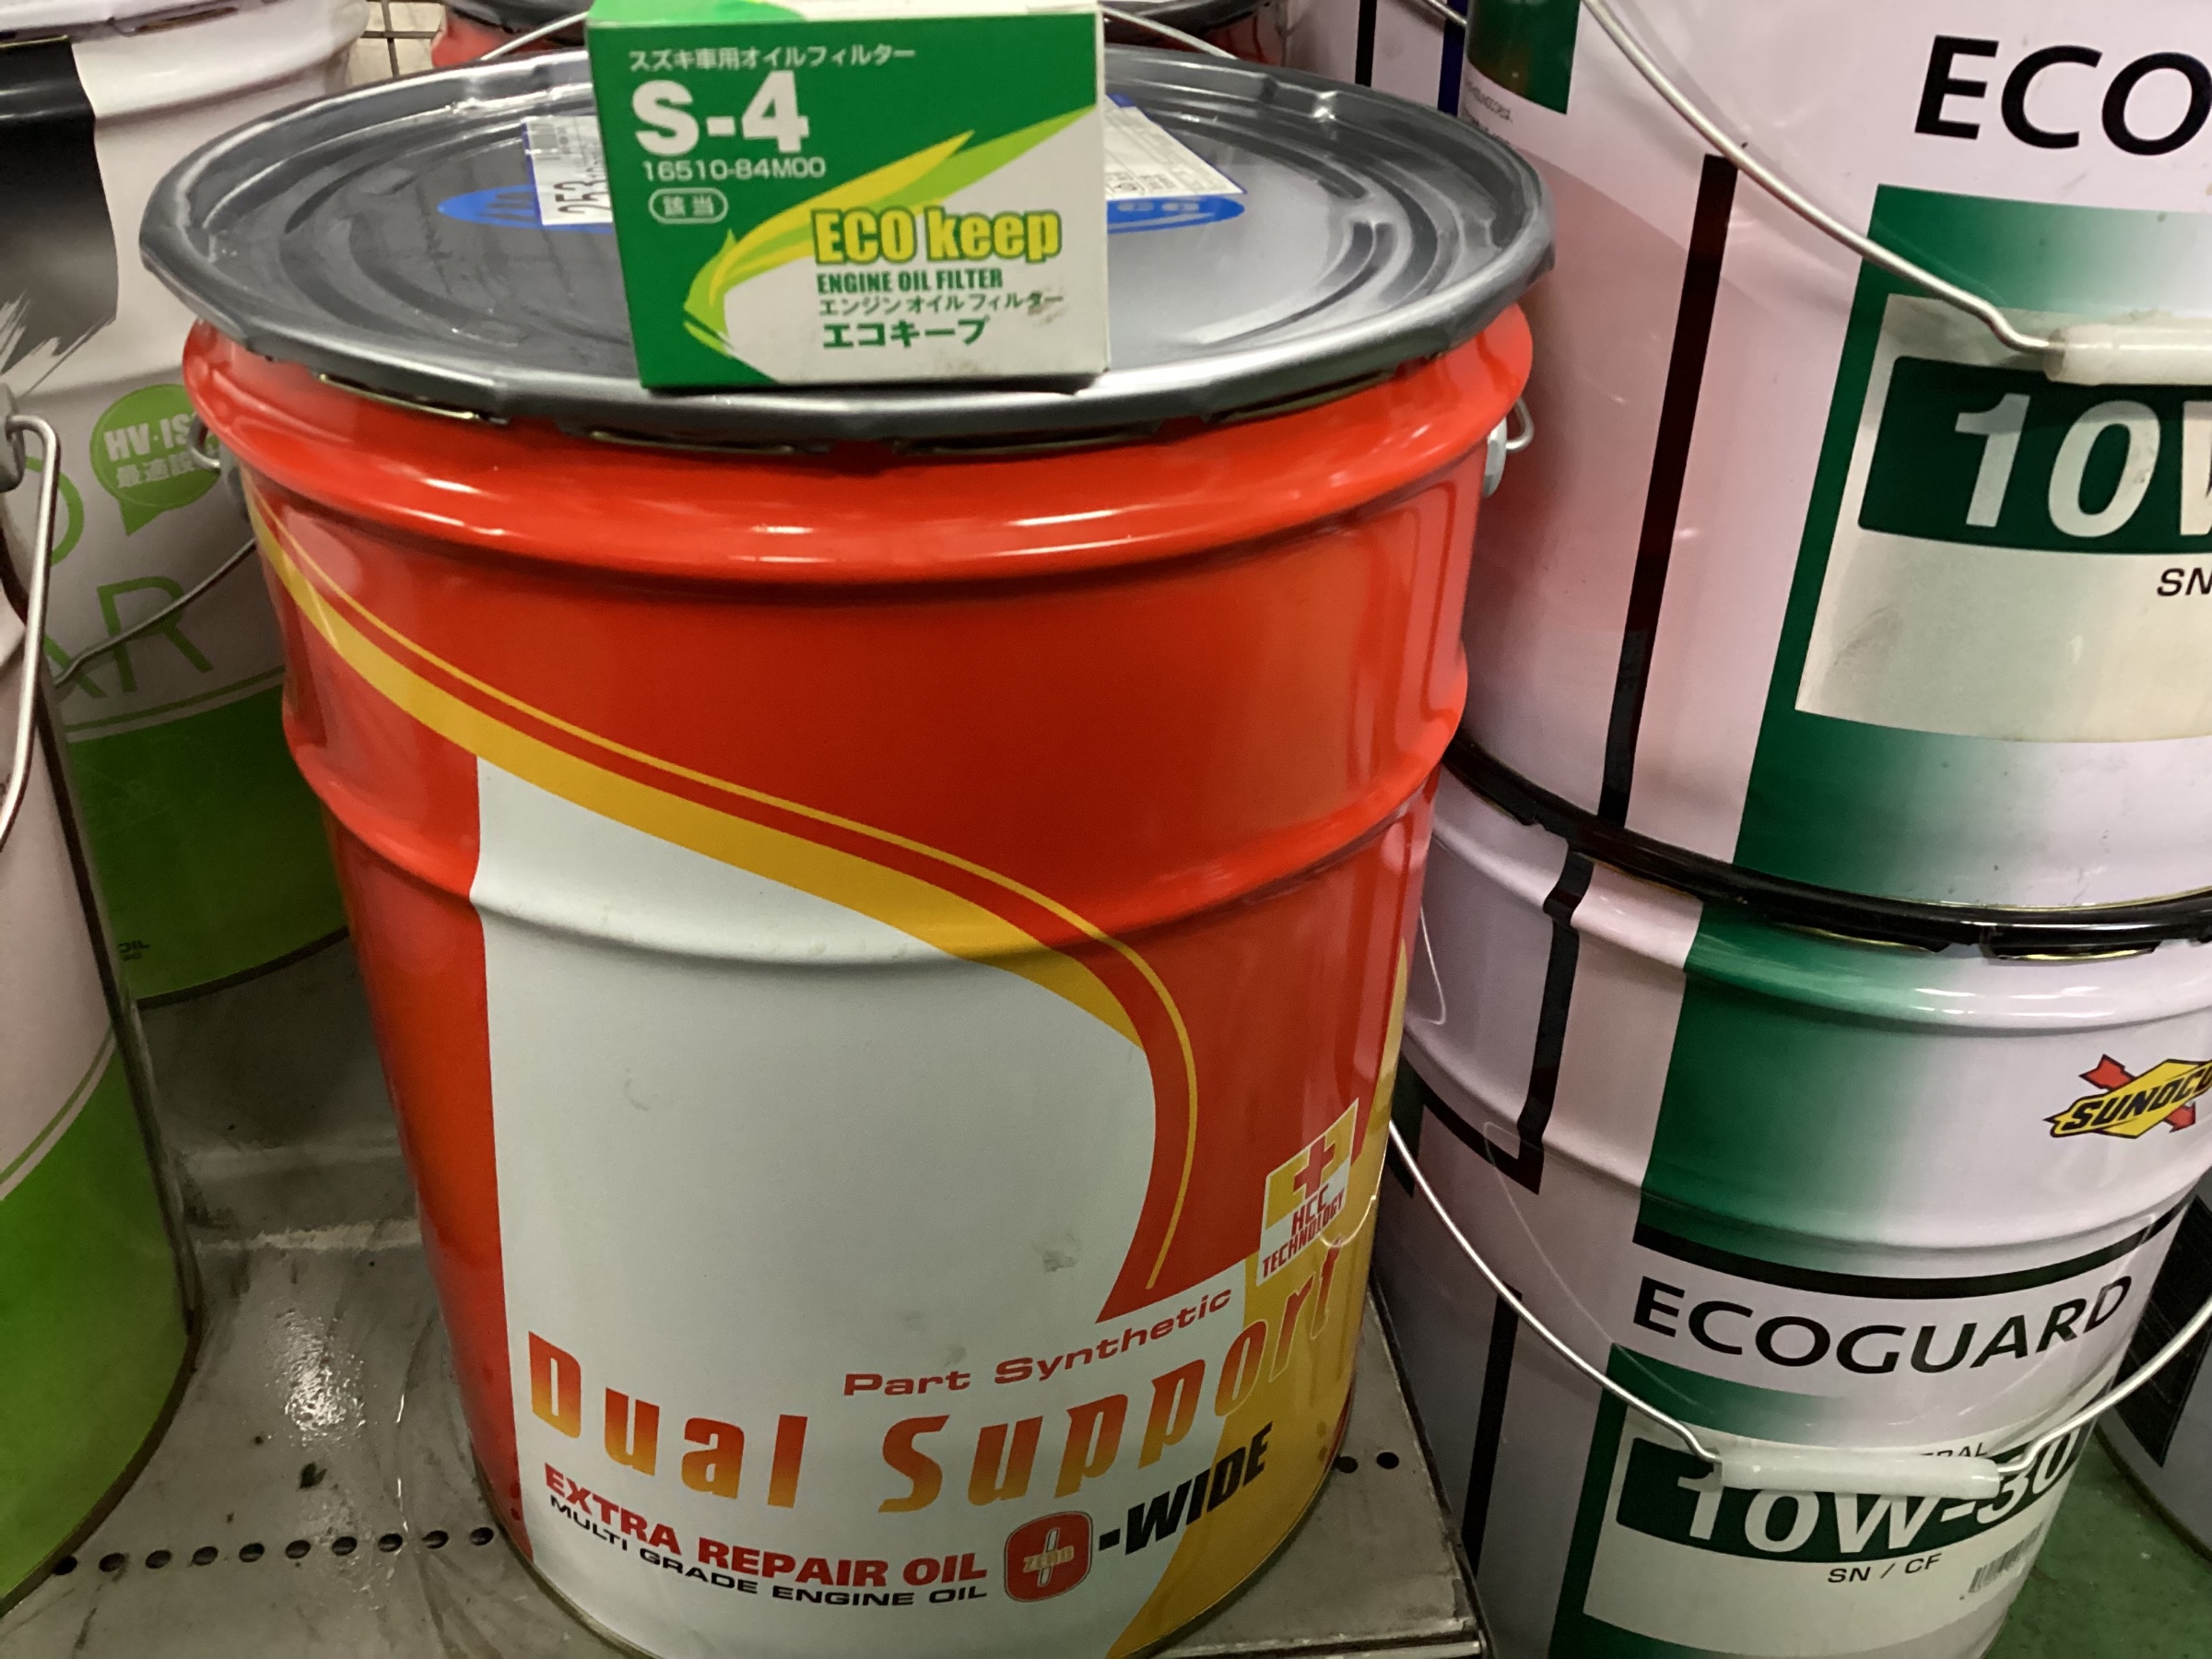 スズキ車用オイルフィルター
S-4
16510-84M00
該当
ECO keep
ENGINE OIL FILTER
エンジンオイルフィルター
エコキープ
253
HCC
TECHNOLOGY
Part Synthetic
Dual Support
EXTRA REPAIR OIL
MULTI GRADE ENGINE OIL
ZERO
-WIDE
HV・IS
最適設
AR
OIL
ECO
10W
SN
SUNOCO
ECOGUARD
10W-30
SN / CF